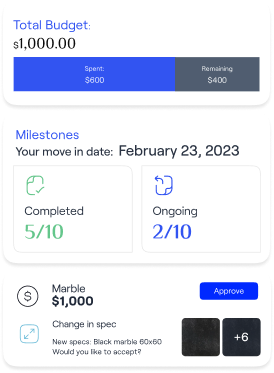 Total Budget:
$1,000.00
Spent: Remaining
$600 $400
Milestones
Your move in date: February 23, 2023
Completed Ongoing
5/10 2/10
Marble
$1,000
Approve
Change in spec
New specs: Black marble 60x60
Would you like to accept?
+6